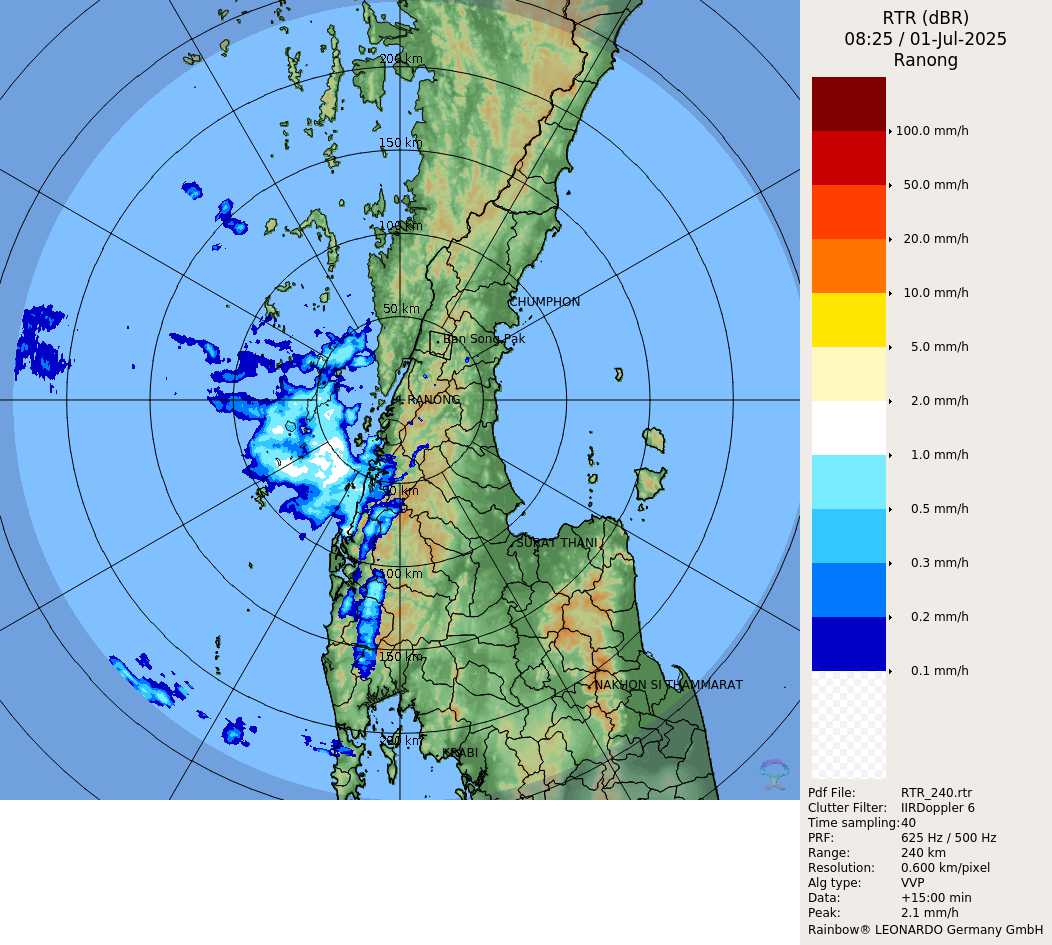 RTR (dBR)
08:25 / 01-Jul-2025
Ranong
100.0 mm/h
50.0 mm/h
20.0 mm/h
10.0 mm/h
5.0 mm/h
2.0 mm/h
1.0 mm/h
0.5 mm/h
0.3 mm/h
0.2 mm/h
0.1 mm/h
Pdf File: RTR_240.rtr
Clutter Filter: IIRDoppler 6
Time sampling: 40
PRF: 625 Hz / 500 Hz
Range: 240 km
Resolution: 0.600 km/pixel
Alg type: VVP
Data: +15:00 min
Peak: 2.1 mm/h
Rainbow® LEONARDO Germany GmbH
200 km
150 km
100 km
CHUMPHON
50 km
Ban Song Pak
RANONG
50 km
SURAT THANI
100 km
150 km
NAKHON SI THAMMARAT
200 km
KRABI